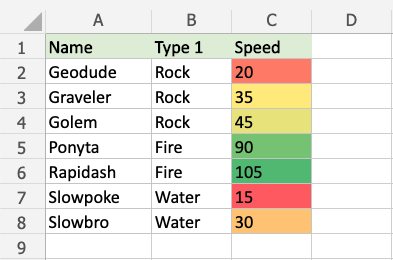 A B C D
1 Name Type 1 Speed
2 Geodude Rock 20
3 Graveler Rock 35
4 Golem Rock 45
5 Ponyta Fire 90
6 Rapidash Fire 105
7 Slowpoke Water 15
8 Slowbro Water 30
9